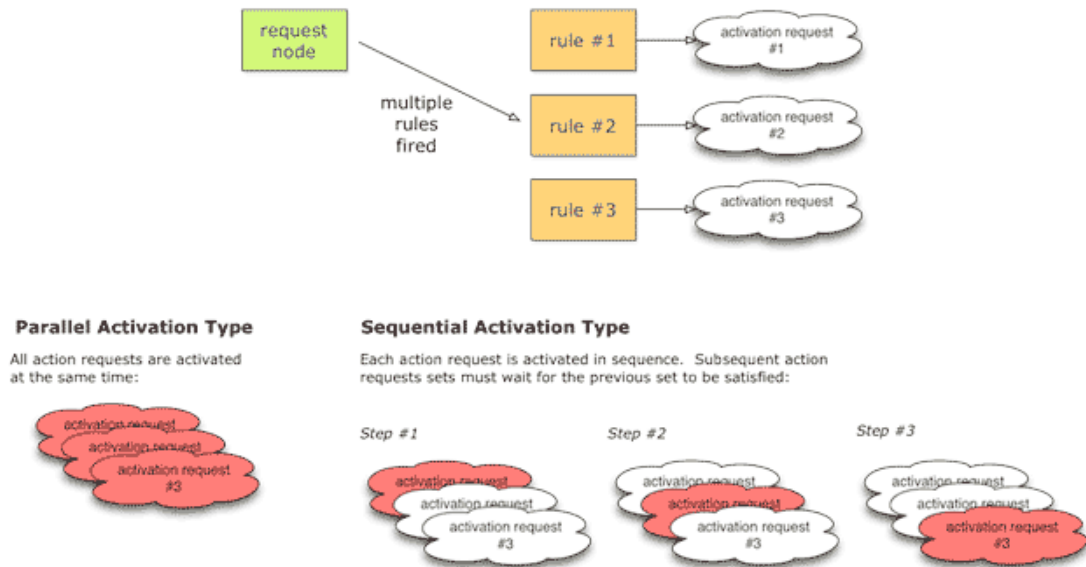 request
node
multiple
rules
fired
rule #1
activation request
#1
rule #2
activation request
#2
rule #3
activation request
#3
Parallel Activation Type
All action requests are activated
at the same time:
activation request
activation request
activation request
#3
Sequential Activation Type
Each action request is activated in sequence.  Subsequent action
requests sets must wait for the previous set to be satisfied:
Step #1
activation request
activation request
activation request
#3
Step #2
activation request
activation request
activation request
#3
Step #3
activation request
activation request
activation request
#3